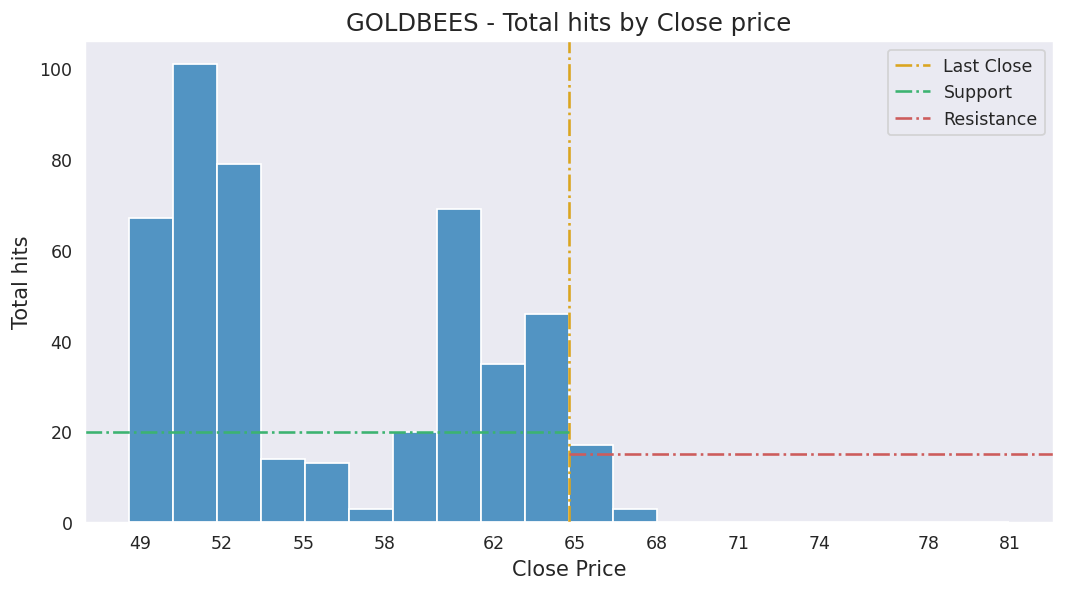 GOLDBEES - Total hits by Close price
Last Close
Support
Resistance
Total hits
100
80
60
40
20
0
49 52 55 58 62 65 68 71 74 78 81
Close Price